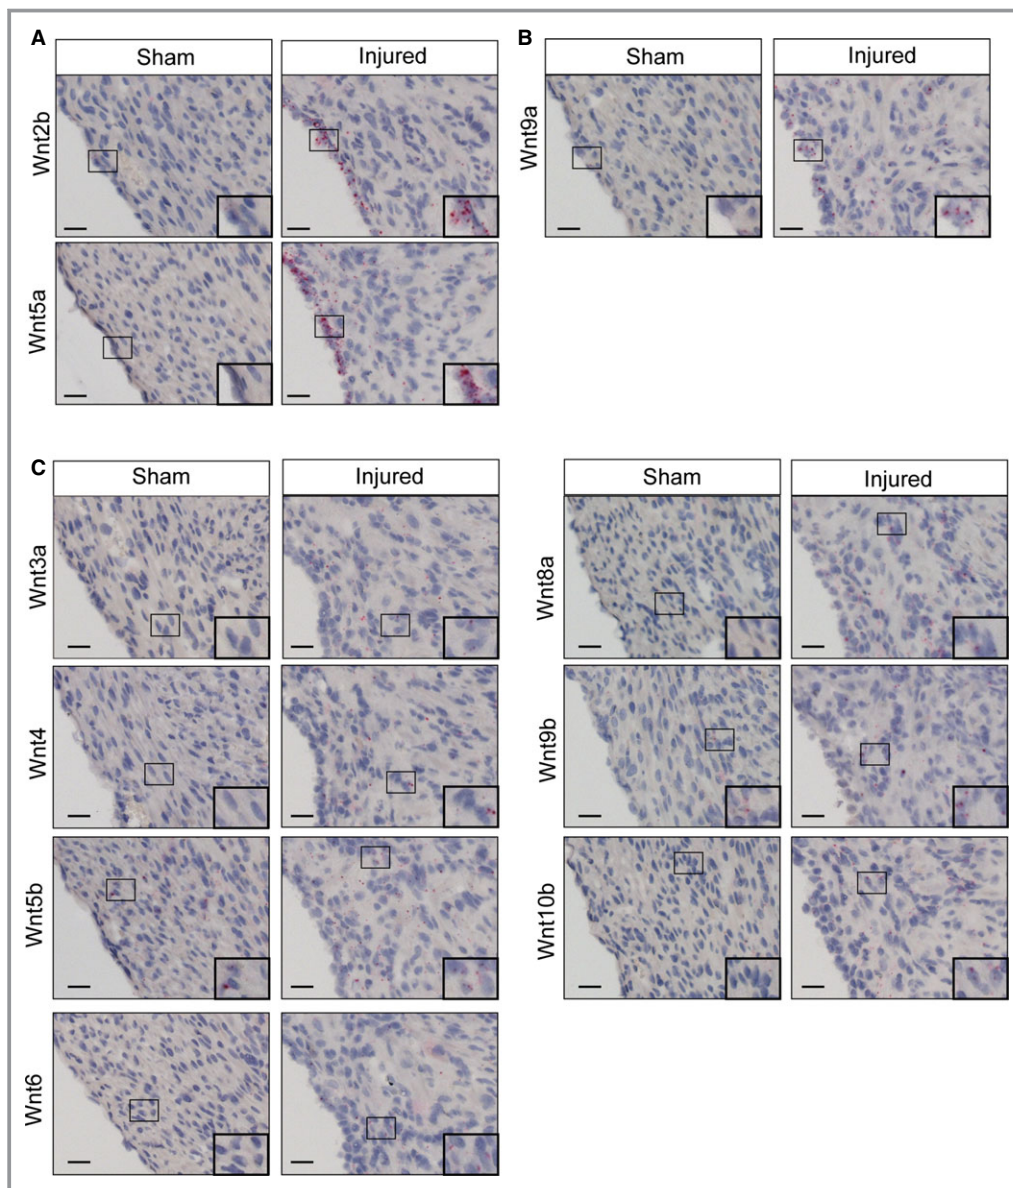 A
Sham
Injured
Wnt2b
Wnt5a
B
Sham
Injured
Wnt9a
C
Sham
Injured
Wnt3a
Wnt4
Wnt5b
Wnt6
Sham
Injured
Wnt8a
Wnt9b
Wnt10b